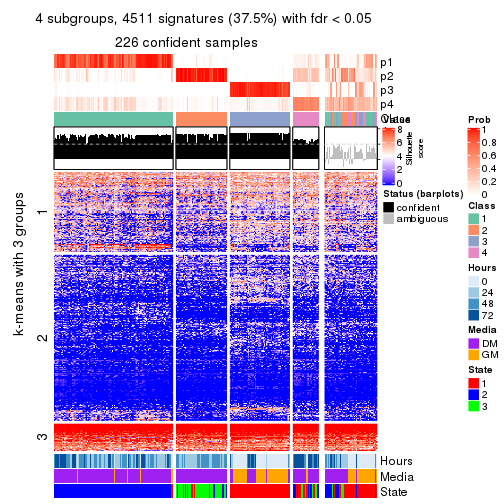 4 subgroups, 4511 signatures (37.5%) with fdr < 0.05
226 confident samples
p1
p2
p3
p4
Class
k-means with 3 groups
1
2
3
Silhouette
score
Value
8
6
4
2
0
Status (barplots)
confident
ambiguous
Prob
1
0.8
0.6
0.4
0.2
0
Class
1
2
3
4
Hours
0
24
48
72
Media
DM
GM
State
1
2
3
Hours
Media
State